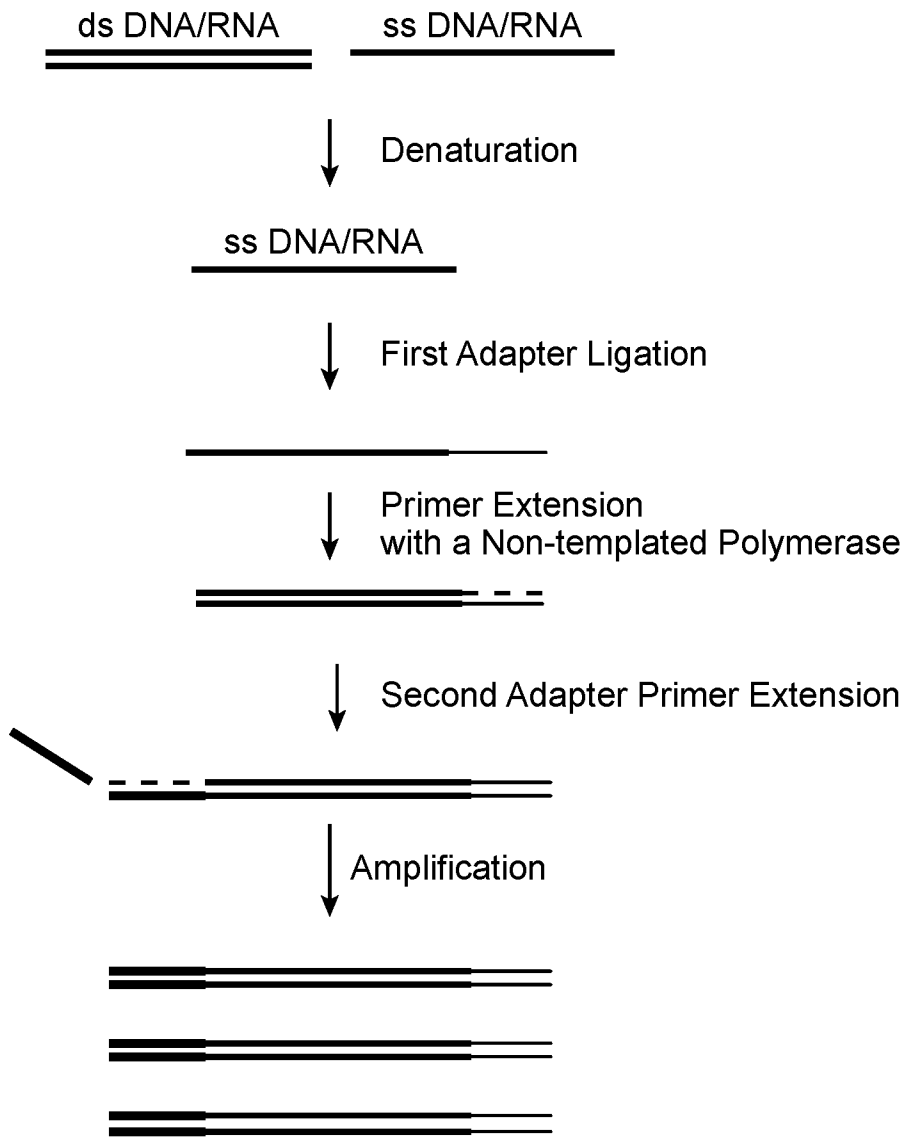 ds DNA/RNA
ss DNA/RNA
Denaturation
ss DNA/RNA
First Adapter Ligation
Primer Extension
with a Non-templated Polymerase
Second Adapter Primer Extension
Amplification